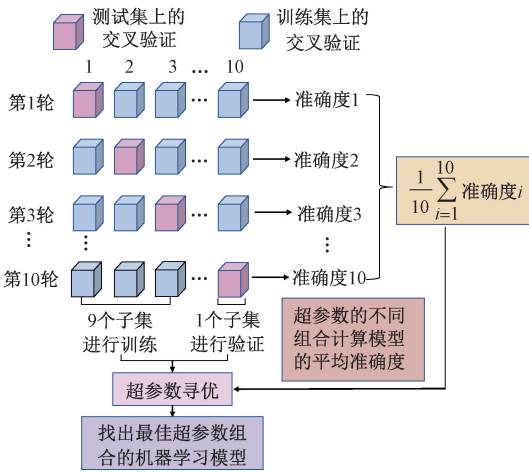 测试集上的
交叉验证
训练集上的
交叉验证
1 2 3 … 10
第1轮 … 准确度1
第2轮 … 准确度2
第3轮 … 准确度3
⋮ ⋮ ⋮
第10轮 … 准确度10
1/10 ∑_{i=1}^{10} 准确度i
9个子集
进行训练
1个子集
进行验证
超参数的不同
组合计算模型
的平均准确度
超参数寻优
找出最佳超参数组
合的机器学习模型